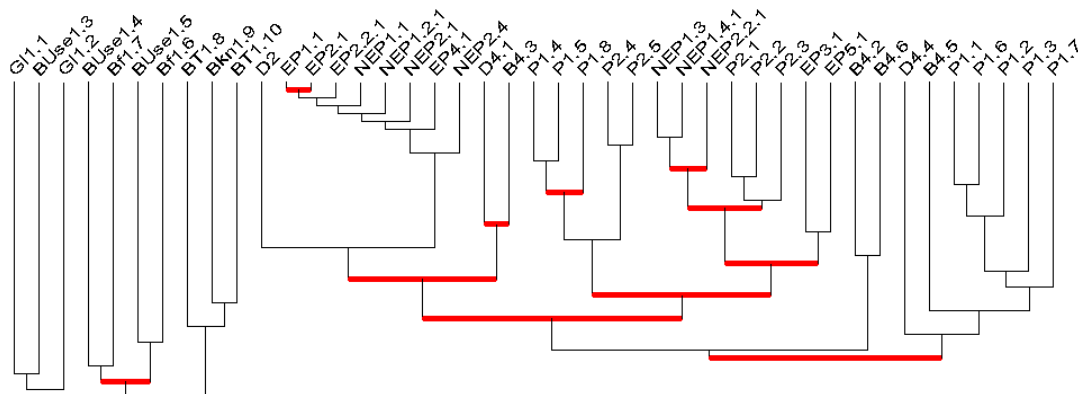 GI1.1
BUse1.3
GI1.2
BUse1.4
Bf1.7
BUse1.5
Bf1.6
BT1.8
Bkn1.9
BT1.10
D2
EP1.1
EP2.1
EP2.2.1
NEP1.1
NEP1.2.1
NEP2.1
EP4.1
NEP2.4
D4.1
B4.3
P1.4
P1.5
P1.8
P2.4
P2.5
NEP1.3
NEP1.4.1
NEP2.2.1
P2.1
P2.2
P2.3
EP3.1
EP5.1
B4.2
B4.6
D4.4
B4.5
P1.1
P1.6
P1.2
P1.3
P1.7